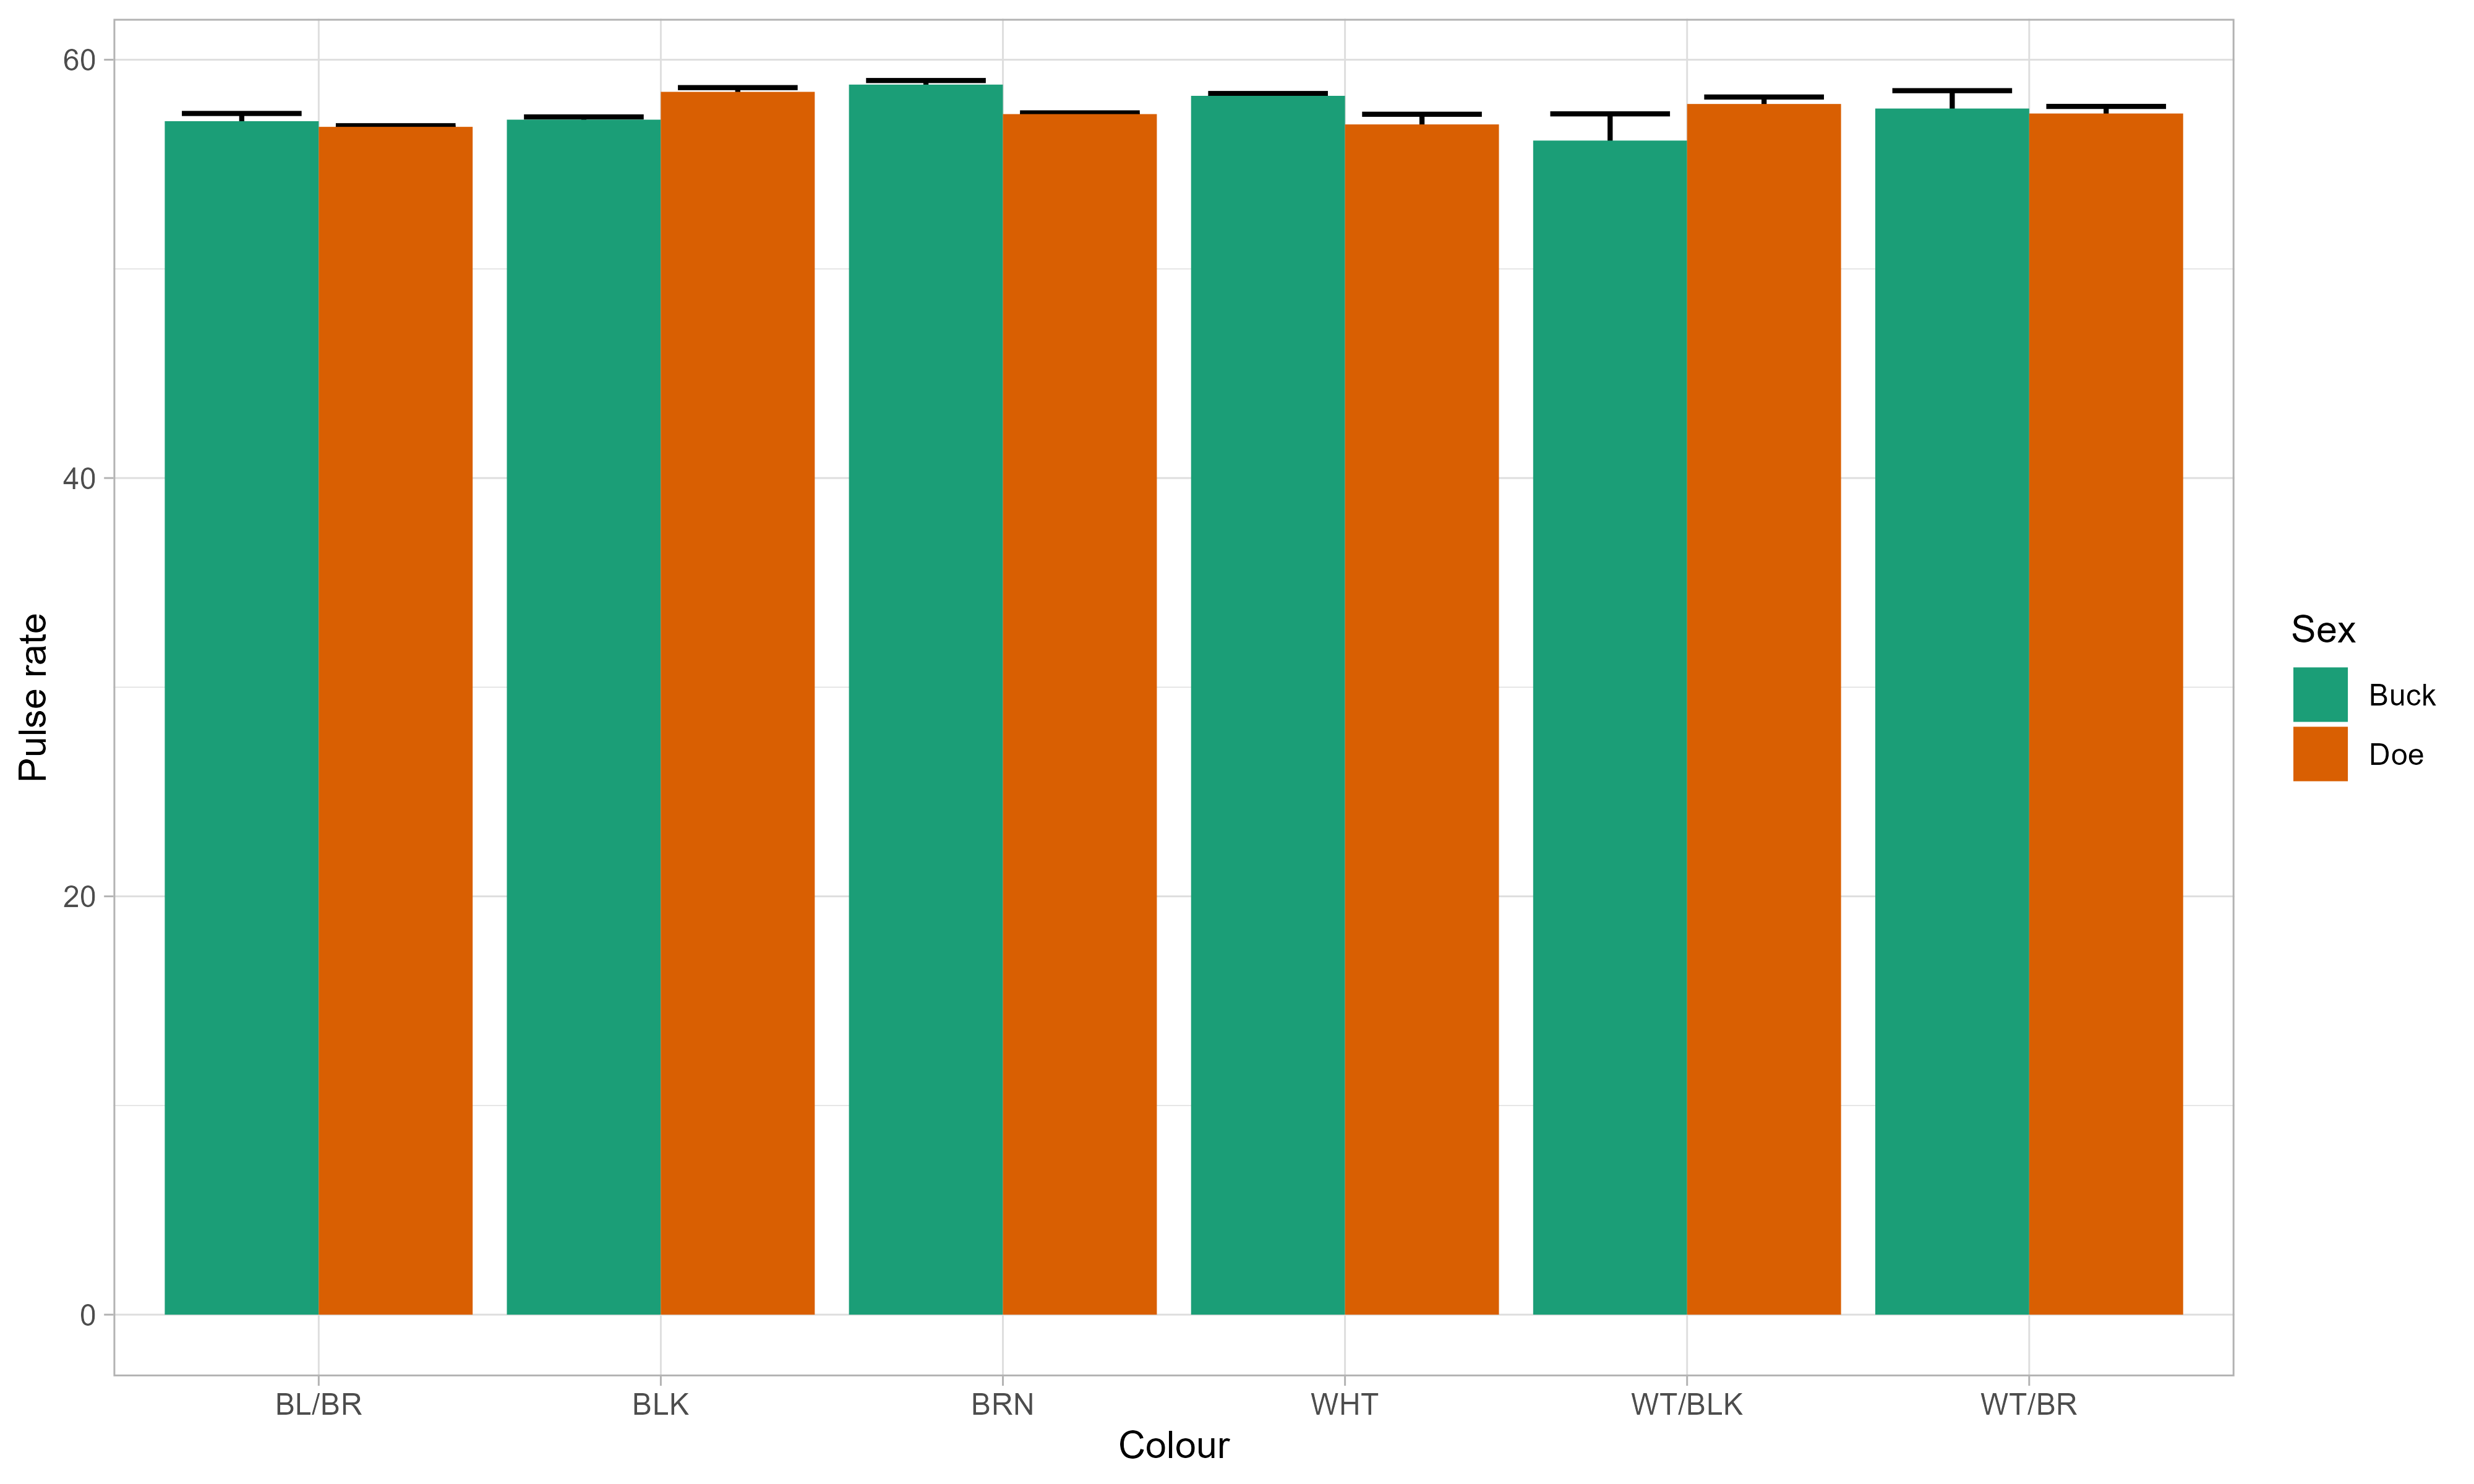 60
40
20
0
Pulse rate
BL/BR
BLK
BRN
WHT
WT/BLK
WT/BR
Colour
Sex
Buck
Doe